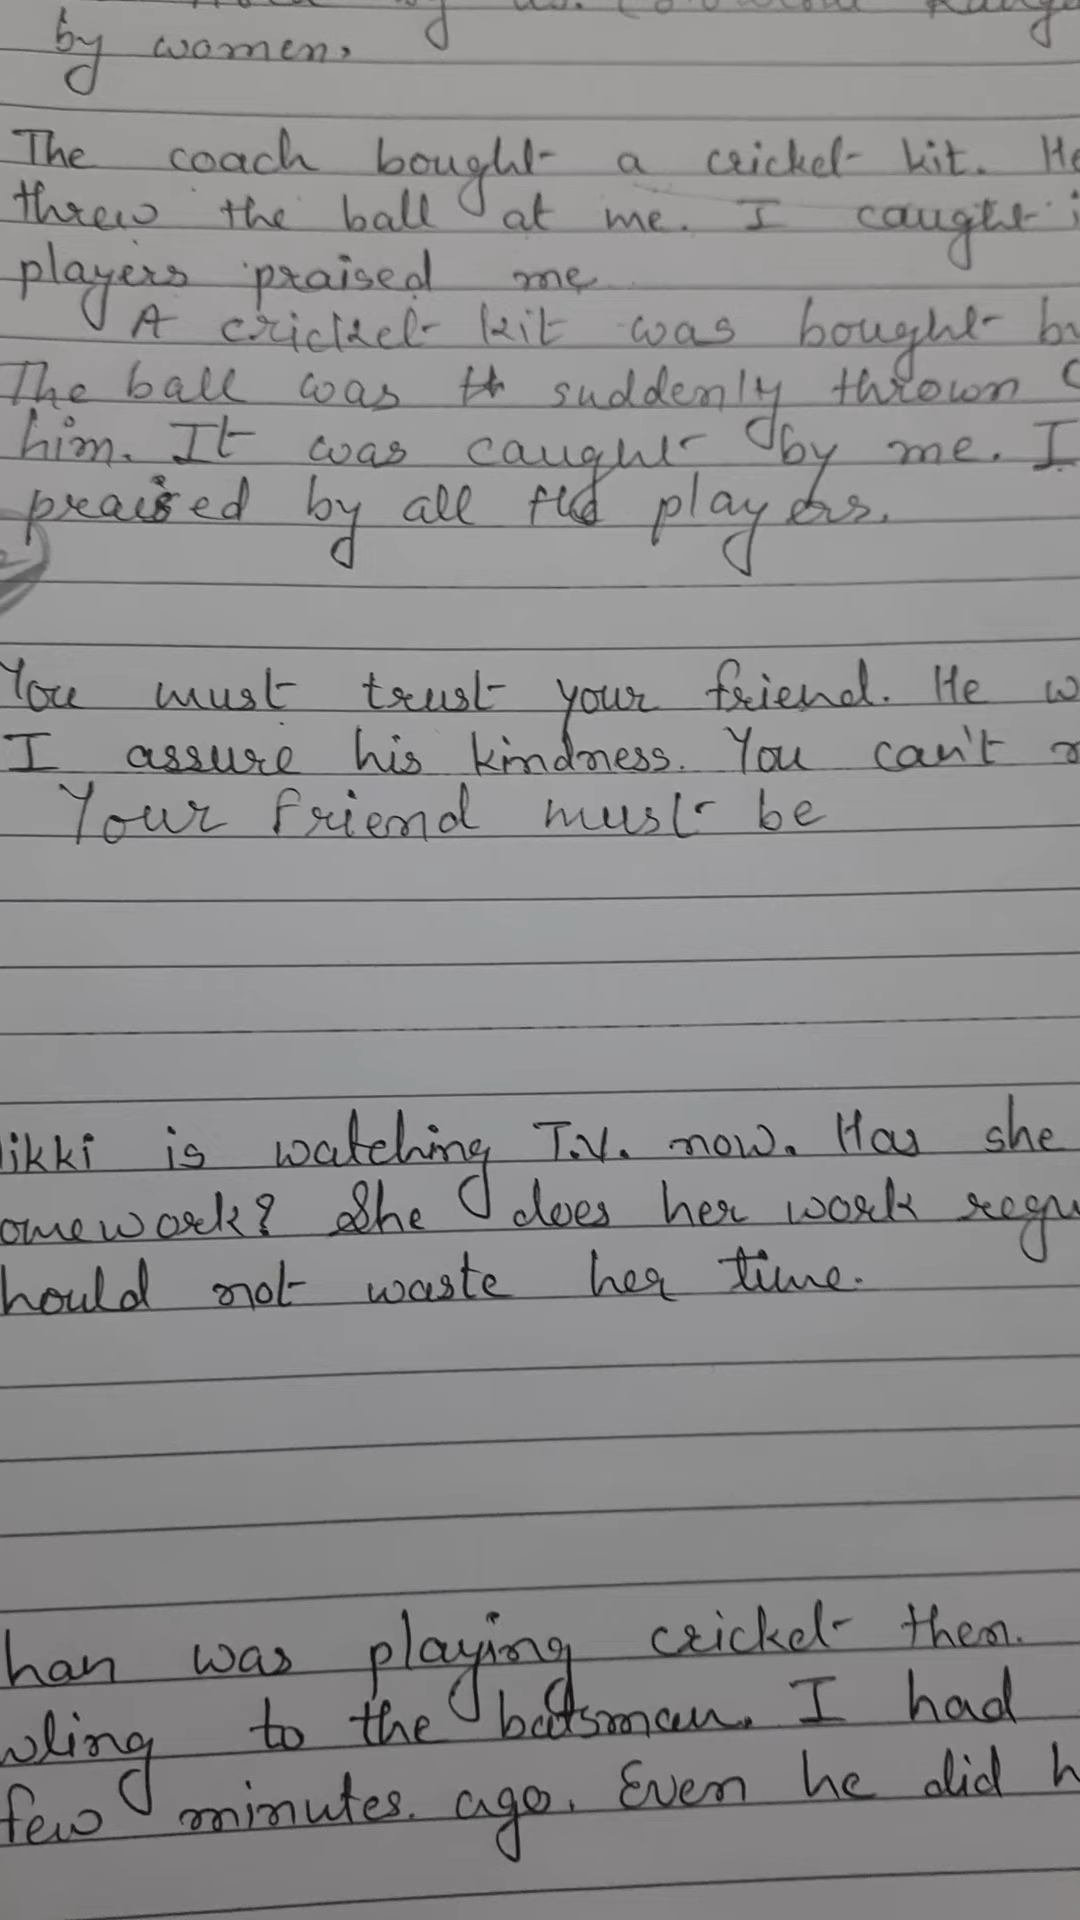 by women.
The coach bought a cricket kit. He
threw the ball at me. I caught
players praised me
A cricket kit was bought
The ball was suddenly thrown
him. It was caught by me. I
praised by all the players.
You must trust your friend. He
I assure his kindness. You can't
Your friend must be
ikki is watching T.V. now. Has she
omework? She does her work regu
hould not waste her time.
han was playing cricket then.
wling to the batsman. I had
few minutes ago. Even he did h